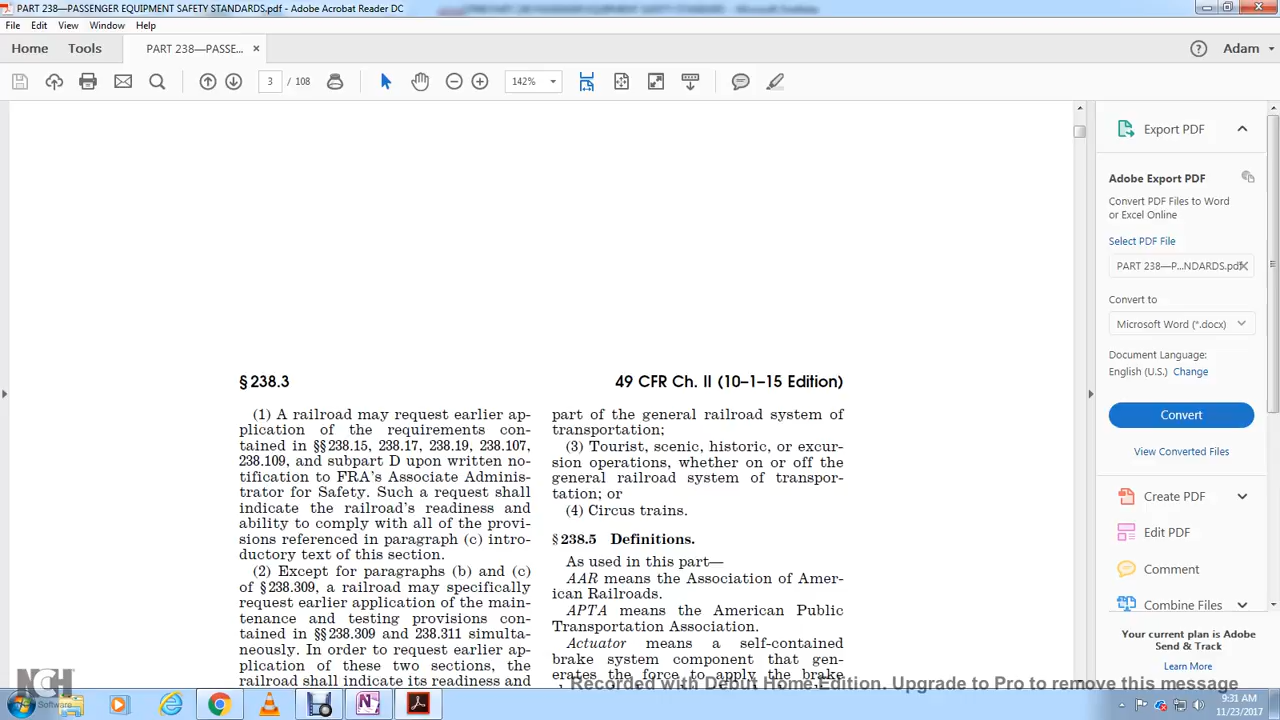 PART 238—PASSENGER EQUIPMENT SAFETY STANDARDS.pdf - Adobe Acrobat Reader DC
File Edit View Window Help
Home Tools PART 238—PASSE... × Adam
3 / 108 142%
§ 238.3
(1) A railroad may request earlier ap-
plication of the requirements con-
tained in §§238.15, 238.17, 238.19, 238.107,
238.109, and subpart D upon written no-
tification to FRA's Associate Adminis-
trator for Safety. Such a request shall
indicate the railroad's readiness and
ability to comply with all of the provi-
sions referenced in paragraph (c) intro-
ductory text of this section.
(2) Except for paragraphs (b) and (c)
of §238.309, a railroad may specifically
request earlier application of the main-
tenance and testing provisions con-
tained in §§238.309 and 238.311 simulta-
neously. In order to request earlier ap-
plication of these two sections, the
railroad shall indicate its readiness and
49 CFR Ch. II (10–1–15 Edition)
part of the general railroad system of
transportation;
(3) Tourist, scenic, historic, or excur-
sion operations, whether on or off the
general railroad system of transpor-
tation; or
(4) Circus trains.
§ 238.5 Definitions.
As used in this part—
AAR means the Association of Amer-
ican Railroads.
APTA means the American Public
Transportation Association.
Actuator means a self-contained
brake system component that gen-
erates the force to apply the brake
Export PDF
Adobe Export PDF
Convert PDF Files to Word
or Excel Online
Select PDF File
PART 238—P...NDARDS.pdf
Convert to
Microsoft Word (*.docx)
Document Language:
English (U.S.) Change
Convert
View Converted Files
Create PDF
Edit PDF
Comment
Combine Files
Your current plan is Adobe
Send & Track
Learn More
Recorded with Debut Home Edition. Upgrade to Pro to remove this message
NCH
Software
9:31 AM
11/23/2017